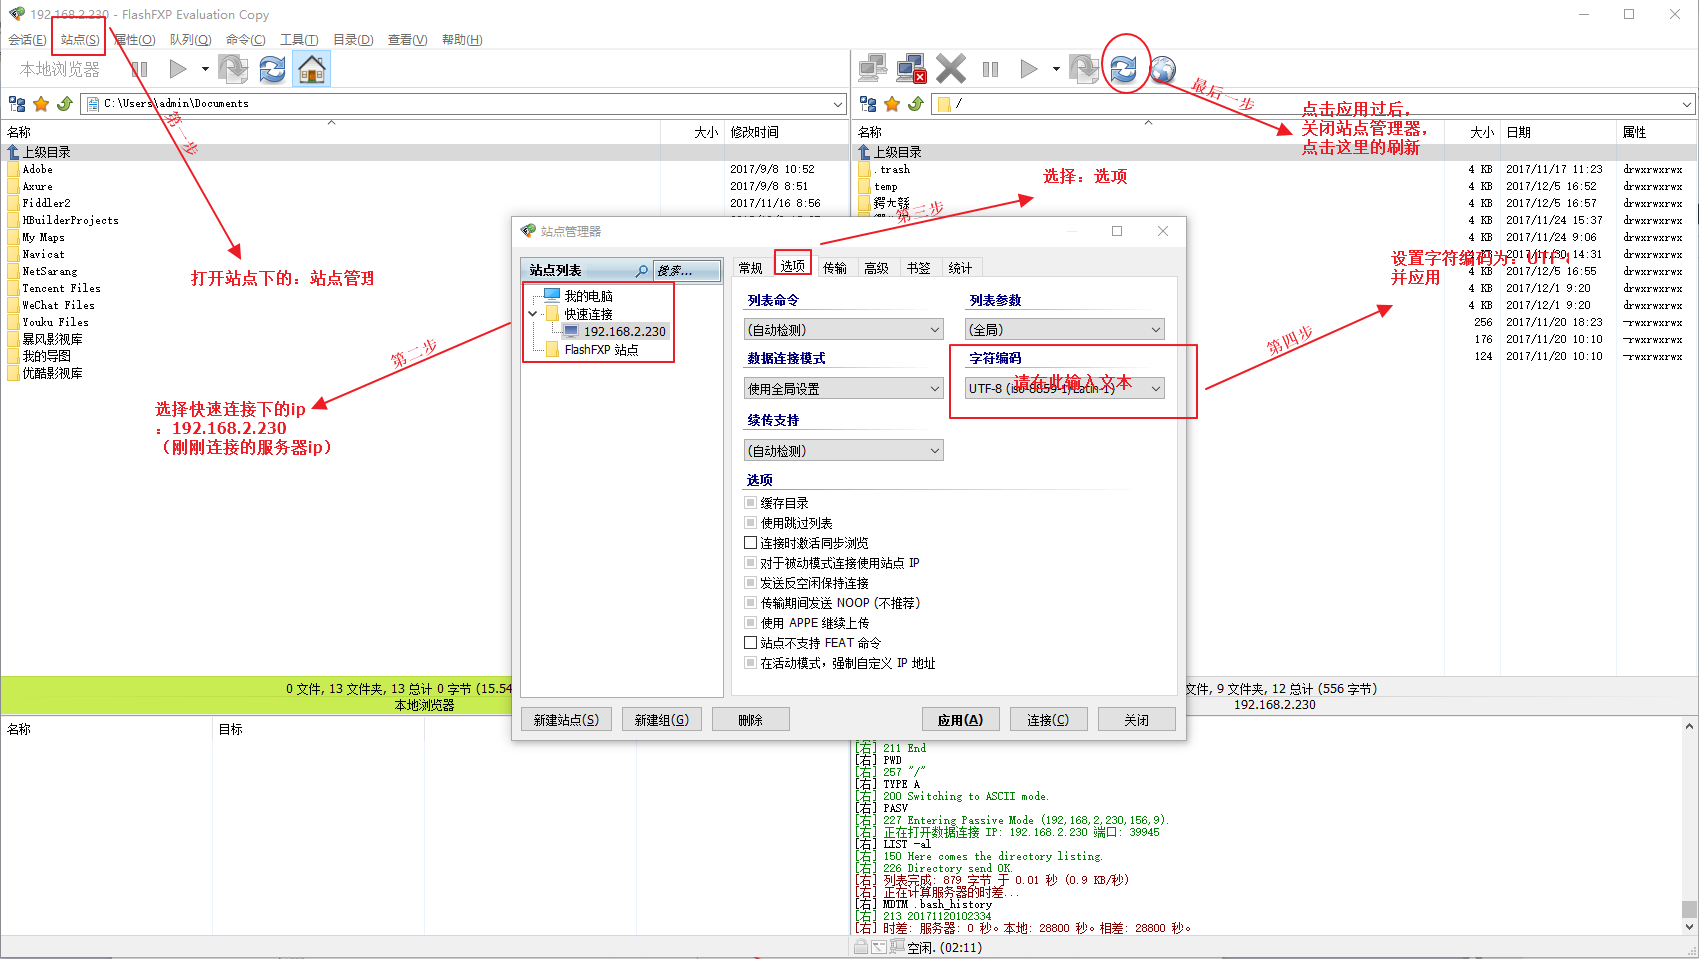 192.168.2.230 - FlashFXP Evaluation Copy
会话(E) 站点(S) 属性(O) 队列(Q) 命令(C) 工具(T) 目录(D) 查看(V) 帮助(H)
本地浏览器
C:\Users\admin\Documents
/
名称 大小 修改时间
上级目录
Adobe 2017/9/8 10:52
Axure 2017/9/8 8:51
Fiddler2 2017/11/16 8:56
HBuilderProjects
My Maps
Navicat
NetSarang
Tencent Files
WeChat Files
Youku Files
暴风影视库
我的导图
优酷影视库
第一步
打开站点下的：站点管理
第二步
选择快速连接下的ip
：192.168.2.230
（刚刚连接的服务器ip）
名称 大小 日期 属性
上级目录
.trash 4 KB 2017/11/17 11:23 drwxrwxrwx
temp 4 KB 2017/12/5 16:52 drwxrwxrwx
4 KB 2017/12/5 16:57 drwxrwxrwx
4 KB 2017/11/24 15:37 drwxrwxrwx
4 KB 2017/11/24 9:06 drwxrwxrwx
2017/11/30 14:31 drwxrwxrwx
4 KB 2017/12/5 16:55 drwxrwxrwx
4 KB 2017/12/1 9:20 drwxrwxrwx
4 KB 2017/12/1 9:20 drwxrwxrwx
256 2017/11/20 18:23 -rwxrwxrwx
176 2017/11/20 10:10 -rwxrwxrwx
124 2017/11/20 10:10 -rwxrwxrwx
最后一步
点击应用过后，
关闭站点管理器，
点击这里的刷新
选择：选项
第三步
设置字符编码为：UTF-
并应用
第四步
站点管理器
站点列表 搜索...
我的电脑
快速连接
192.168.2.230
FlashFXP 站点
常规 选项 传输 高级 书签 统计
列表命令 列表参数
(自动检测) (全局)
数据连接模式 字符编码
使用全局设置 UTF-8 (iso-8859-1/Latin-1)
请在此输入文本
续传支持
(自动检测)
选项
缓存目录
使用跳过列表
连接时激活同步浏览
对于被动模式连接使用站点 IP
发送反空闲保持连接
传输期间发送 NOOP (不推荐)
使用 APPE 继续上传
站点不支持 FEAT 命令
在活动模式，强制自定义 IP 地址
新建站点(S) 新建组(G) 删除 应用(A) 连接(C) 关闭
0 文件, 13 文件夹, 13 总计 0 字节 (15.54
本地浏览器
文件, 9 文件夹, 12 总计 (556 字节)
192.168.2.230
名称 目标
[右] 211 End
[右] PWD
[右] 257 "/"
[右] TYPE A
[右] 200 Switching to ASCII mode.
[右] PASV
[右] 227 Entering Passive Mode (192,168,2,230,156,9).
[右] 正在打开数据连接 IP: 192.168.2.230 端口: 39945
[右] LIST -al
[右] 150 Here comes the directory listing.
[右] 226 Directory send OK.
[右] 列表完成: 879 字节 于 0.01 秒 (0.9 KB/秒)
[右] 正在计算服务器的时差...
[右] MDTM .bash_history
[右] 213 20171120102334
[右] 时差: 服务器: 0 秒。本地: 28800 秒。相差: 28800 秒。
空闲. (02:11)